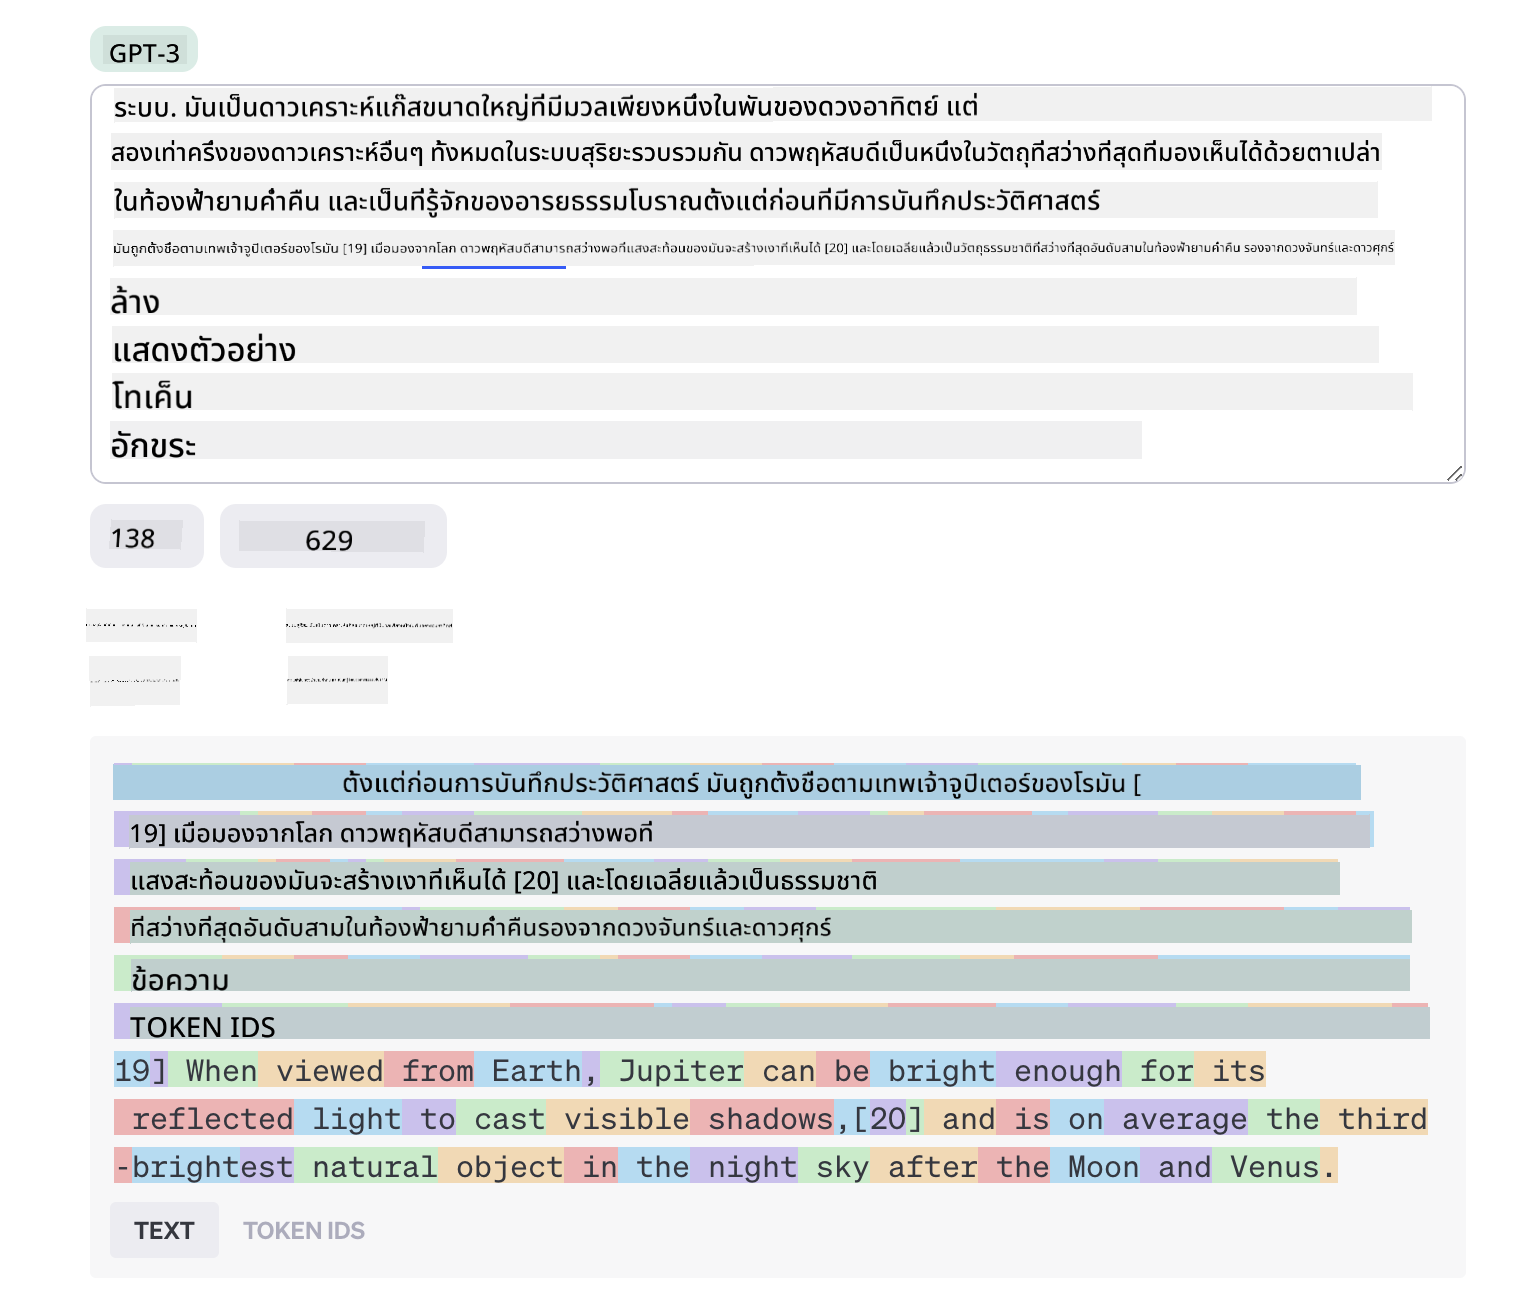 GPT-3
ระบบ. มันเป็นดาวเคราะห์แก๊สขนาดใหญ่ที่มีมวลเพียงหนึ่งในพันของดวงอาทิตย์ แต่
สองเท่าครึ่งของดาวเคราะห์อื่นๆ ทั้งหมดในระบบสุริยะรวบรวมกัน ดาวพฤหัสบดีเป็นหนึ่งในวัตถุที่สว่างที่สุดที่มองเห็นได้ด้วยตาเปล่า
ในท้องฟ้ายามค่ำคืน และเป็นที่รู้จักของอารยธรรมโบราณตั้งแต่ก่อนที่มีการบันทึกประวัติศาสตร์
มันถูกตั้งชื่อตามเทพเจ้าจูปิเตอร์ของโรมัน [19] เมื่อมองจากโลก ดาวพฤหัสบดีสามารถสว่างพอที่แสงสะท้อนของมันจะสร้างเงาที่เห็นได้ [20] และโดยเฉลี่ยแล้วเป็นวัตถุธรรมชาติที่สว่างที่สุดอันดับสามในท้องฟ้ายามค่ำคืน รองจากดวงจันทร์และดาวศุกร์
ล้าง
แสดงตัวอย่าง
โทเค็น
อักขระ
138 629
ตั้งแต่ก่อนการบันทึกประวัติศาสตร์ มันถูกตั้งชื่อตามเทพเจ้าจูปิเตอร์ของโรมัน [
19] เมื่อมองจากโลก ดาวพฤหัสบดีสามารถสว่างพอที่
แสงสะท้อนของมันจะสร้างเงาที่เห็นได้ [20] และโดยเฉลี่ยแล้วเป็นธรรมชาติ
ที่สว่างที่สุดอันดับสามในท้องฟ้ายามค่ำคืนรองจากดวงจันทร์และดาวศุกร์
ข้อความ
TOKEN IDS
19] When viewed from Earth, Jupiter can be bright enough for its
reflected light to cast visible shadows,[20] and is on average the third
-brightest natural object in the night sky after the Moon and Venus.
TEXT TOKEN IDS